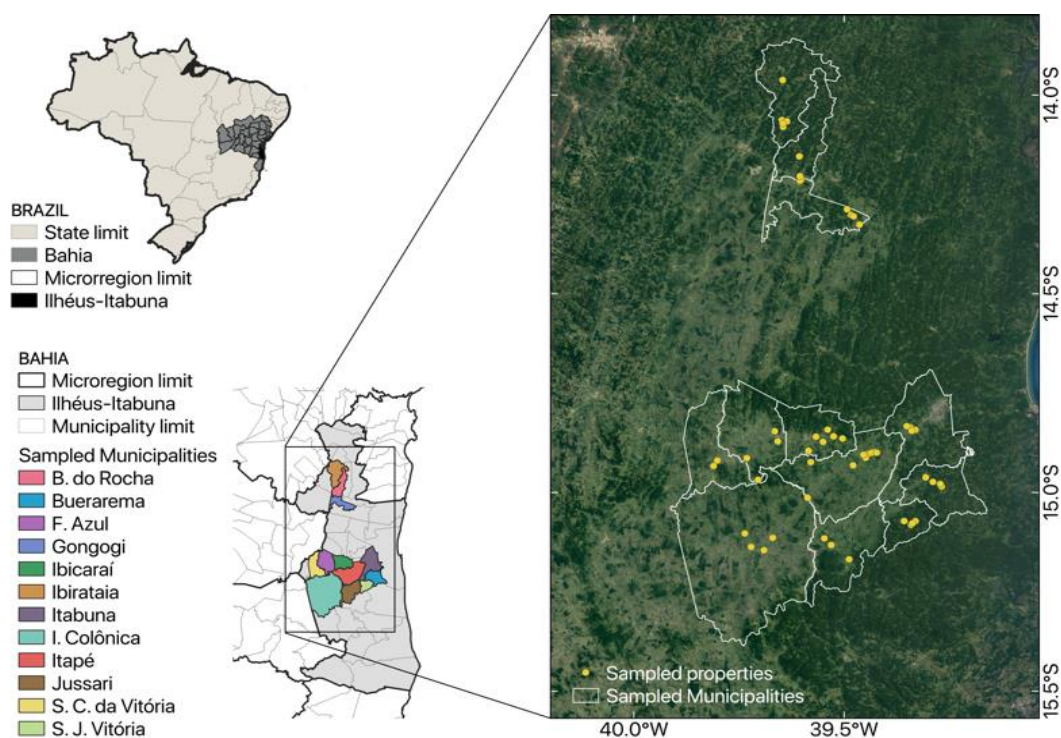 BRAZIL
State limit
Bahia
Microrregion limit
Ilhéus-Itabuna
BAHIA
Microregion limit
Ilhéus-Itabuna
Municipality limit
Sampled Municipalities
B. do Rocha
Buerarema
F. Azul
Gongogi
Ibicaraí
Ibirataia
Itabuna
I. Colônica
Itapé
Jussari
S. C. da Vitória
S. J. Vitória
14.0°S
14.5°S
15.0°S
15.5°S
Sampled properties
Sampled Municipalities
40.0°W
39.5°W